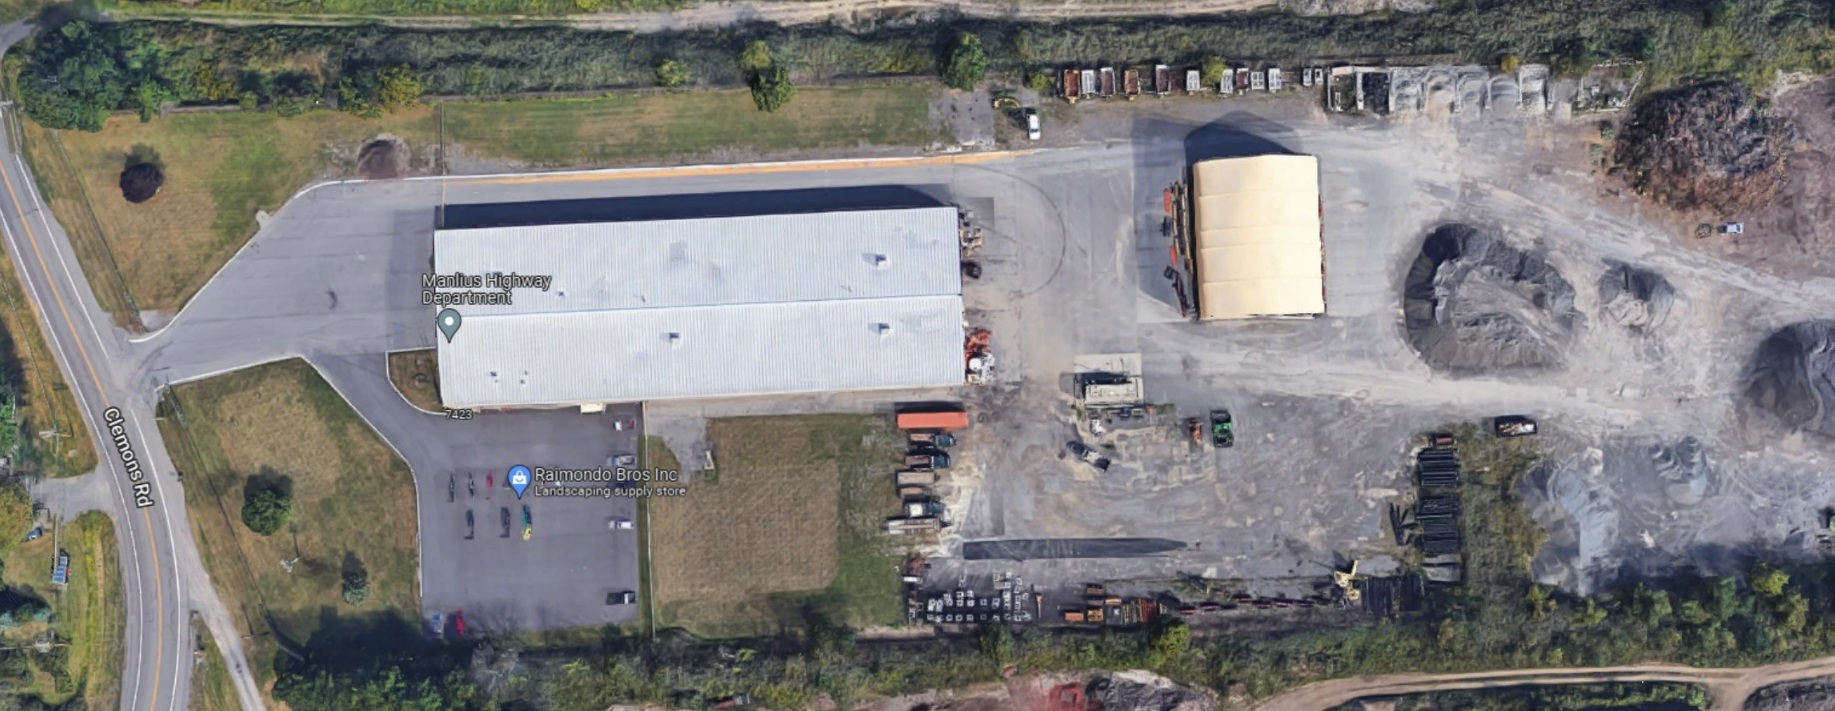 Manlius Highway
Department
7423
Clemons Rd
Raimondo Bros Inc
Landscaping supply store